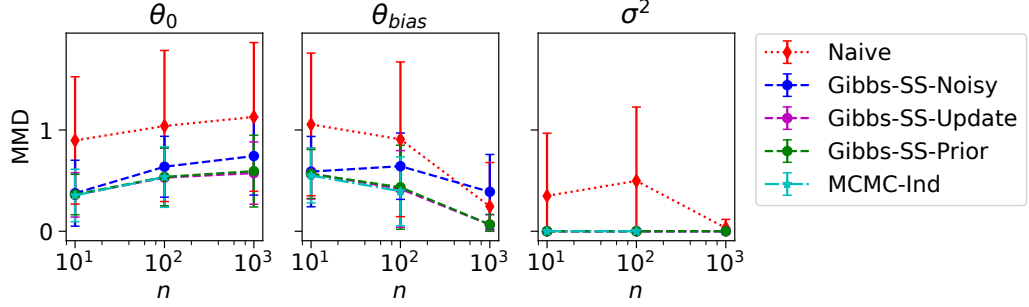 θ0 θbias σ2
MMD
1
0
10^1 10^2 10^3
10^1 10^2 10^3
10^1 10^2 10^3
n n n
Naive
Gibbs-SS-Noisy
Gibbs-SS-Update
Gibbs-SS-Prior
MCMC-Ind